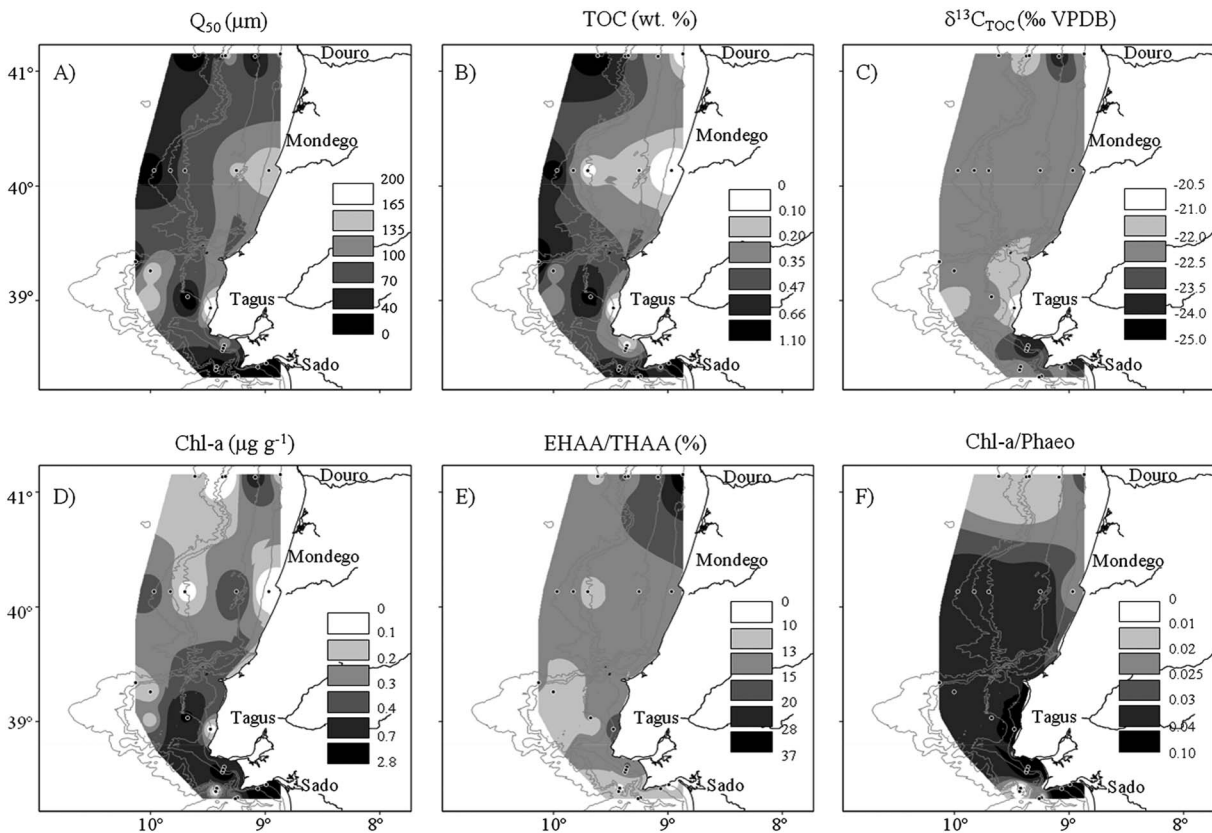 Q₅₀ (µm)
TOC (wt. %)
δ¹³C_TOC (‰ VPDB)
A)
41°
40°
39°
Douro
Mondego
Tagus
Sado
200
165
135
100
70
40
0
B)
Douro
Mondego
Tagus
Sado
0
0.10
0.20
0.35
0.47
0.66
1.10
C)
Douro
Mondego
Tagus
Sado
-20.5
-21.0
-22.0
-22.5
-23.5
-24.0
-25.0
Chl-a (µg g⁻¹)
EHAA/THAA (%)
Chl-a/Phaeo
D)
41°
40°
39°
Douro
Mondego
Tagus
Sado
0
0.1
0.2
0.3
0.4
0.7
2.8
10°
9°
8°
E)
Douro
Mondego
Tagus
Sado
0
10
13
15
20
28
37
10°
9°
8°
F)
Douro
Mondego
Tagus
Sado
0
0.01
0.02
0.025
0.03
0.04
0.10
10°
9°
8°